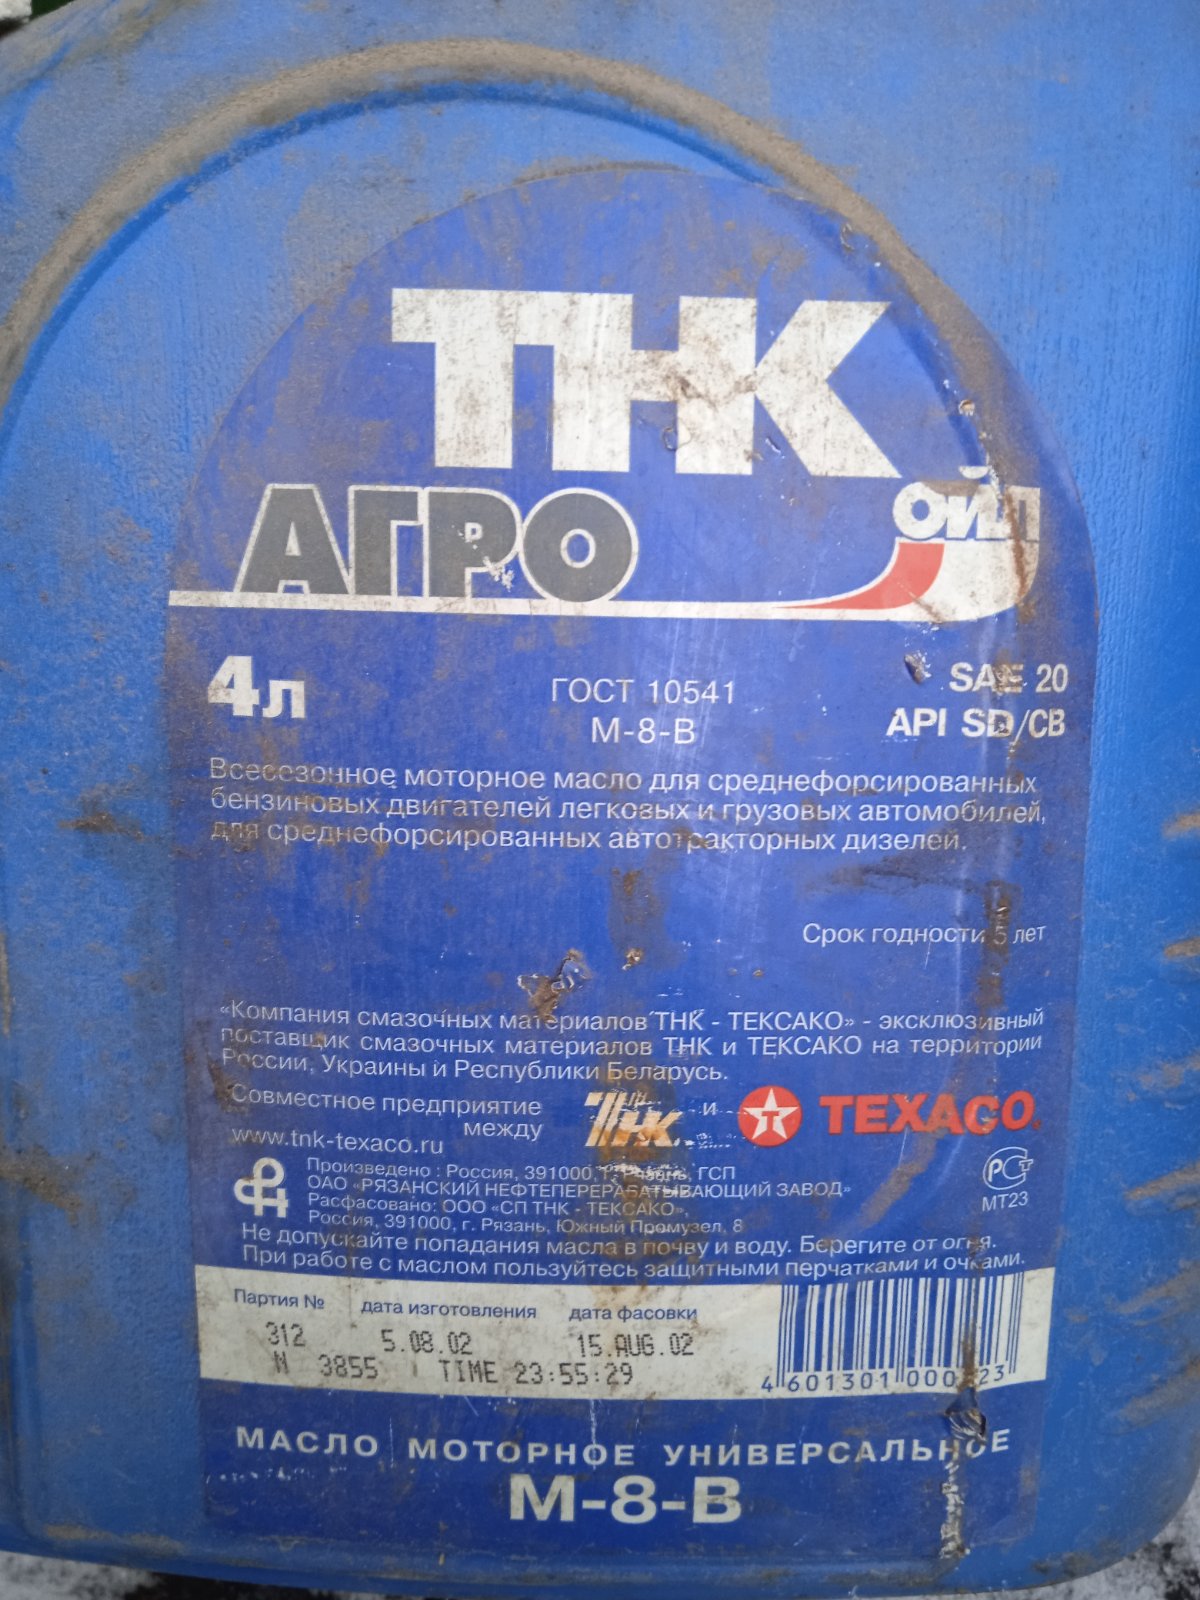 ТНК
АГРО
ОЙЛ
4л
ГОСТ 10541
М-8-В
SAE 20
API SD/CB
Всесезонное моторное масло для среднефорсированных
бензиновых двигателей легковых и грузовых автомобилей,
для среднефорсированных автотракторных дизелей.
Срок годности 5 лет
«Компания смазочных материалов ТНК - ТЕКСАКО» - эксклюзивный
поставщик смазочных материалов ТНК и ТЕКСАКО на территории
России, Украины и Республики Беларусь.
Совместное предприятие
между
ТНК и TEXACO
www.tnk-texaco.ru
Произведено : Россия, 391000, г. Рязань, ГСП
ОАО «РЯЗАНСКИЙ НЕФТЕПЕРЕРАБАТЫВАЮЩИЙ ЗАВОД»
Расфасовано: ООО «СП ТНК - ТЕКСАКО»,
Россия, 391000, г. Рязань, Южный Промузел, 8
МТ23
Не допускайте попадания масла в почву и воду. Берегите от огня.
При работе с маслом пользуйтесь защитными перчатками и очками.
Партия № дата изготовления дата фасовки
312 5.08.02 15.AUG.02
N 3855 TIME 23:55:29
4 601301 000 23
МАСЛО МОТОРНОЕ УНИВЕРСАЛЬНОЕ
М-8-В